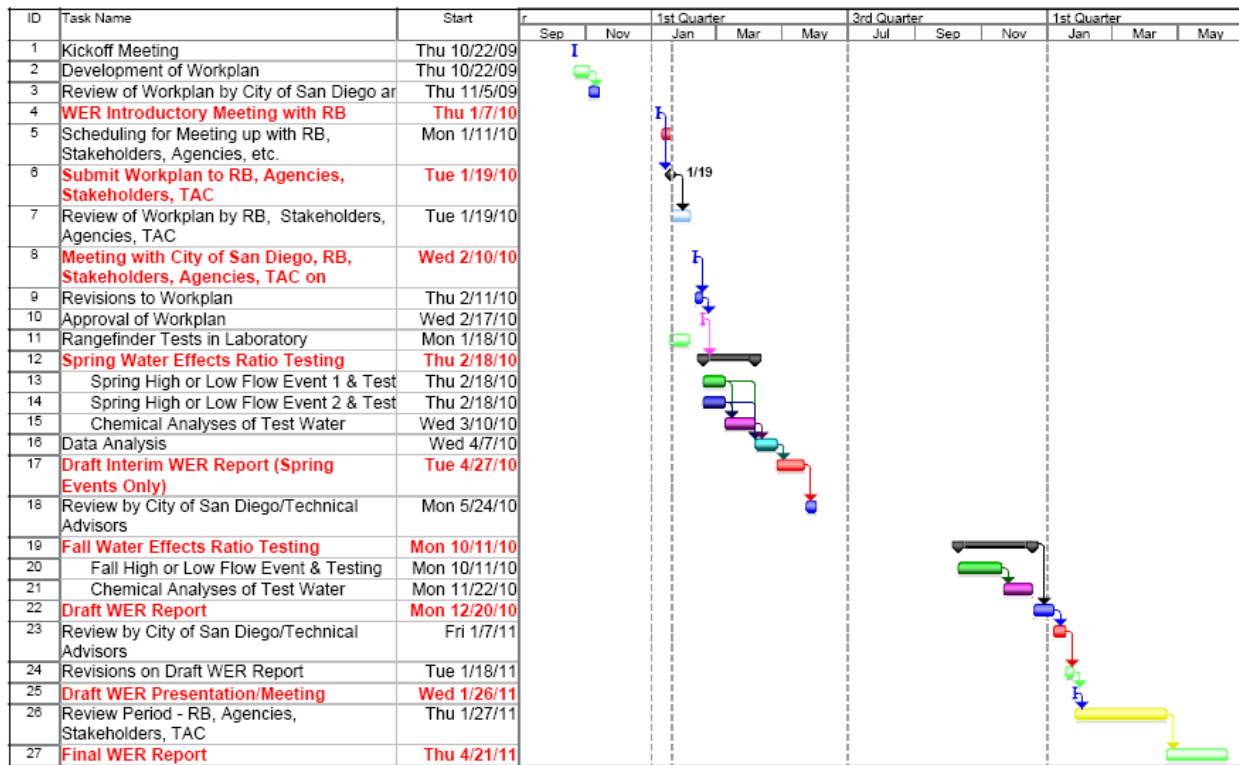 ID Task Name Start r 1st Quarter 3rd Quarter 1st Quarter
Sep Nov Jan Mar May Jul Sep Nov Jan Mar May
1 Kickoff Meeting Thu 10/22/09
2 Development of Workplan Thu 10/22/09
3 Review of Workplan by City of San Diego ar Thu 11/5/09
4 WER Introductory Meeting with RB Thu 1/7/10
5 Scheduling for Meeting up with RB, Mon 1/11/10
Stakeholders, Agencies, etc.
6 Submit Workplan to RB, Agencies, Tue 1/19/10 1/19
Stakeholders, TAC
7 Review of Workplan by RB, Stakeholders, Tue 1/19/10
Agencies, TAC
8 Meeting with City of San Diego, RB, Wed 2/10/10
Stakeholders, Agencies, TAC on
9 Revisions to Workplan Thu 2/11/10
10 Approval of Workplan Wed 2/17/10
11 Rangefinder Tests in Laboratory Mon 1/18/10
12 Spring Water Effects Ratio Testing Thu 2/18/10
13 Spring High or Low Flow Event 1 & Test Thu 2/18/10
14 Spring High or Low Flow Event 2 & Test Thu 2/18/10
15 Chemical Analyses of Test Water Wed 3/10/10
16 Data Analysis Wed 4/7/10
17 Draft Interim WER Report (Spring Tue 4/27/10
Events Only)
18 Review by City of San Diego/Technical Mon 5/24/10
Advisors
19 Fall Water Effects Ratio Testing Mon 10/11/10
20 Fall High or Low Flow Event & Testing Mon 10/11/10
21 Chemical Analyses of Test Water Mon 11/22/10
22 Draft WER Report Mon 12/20/10
23 Review by City of San Diego/Technical Fri 1/7/11
Advisors
24 Revisions on Draft WER Report Tue 1/18/11
25 Draft WER Presentation/Meeting Wed 1/26/11
26 Review Period - RB, Agencies, Thu 1/27/11
Stakeholders, TAC
27 Final WER Report Thu 4/21/11